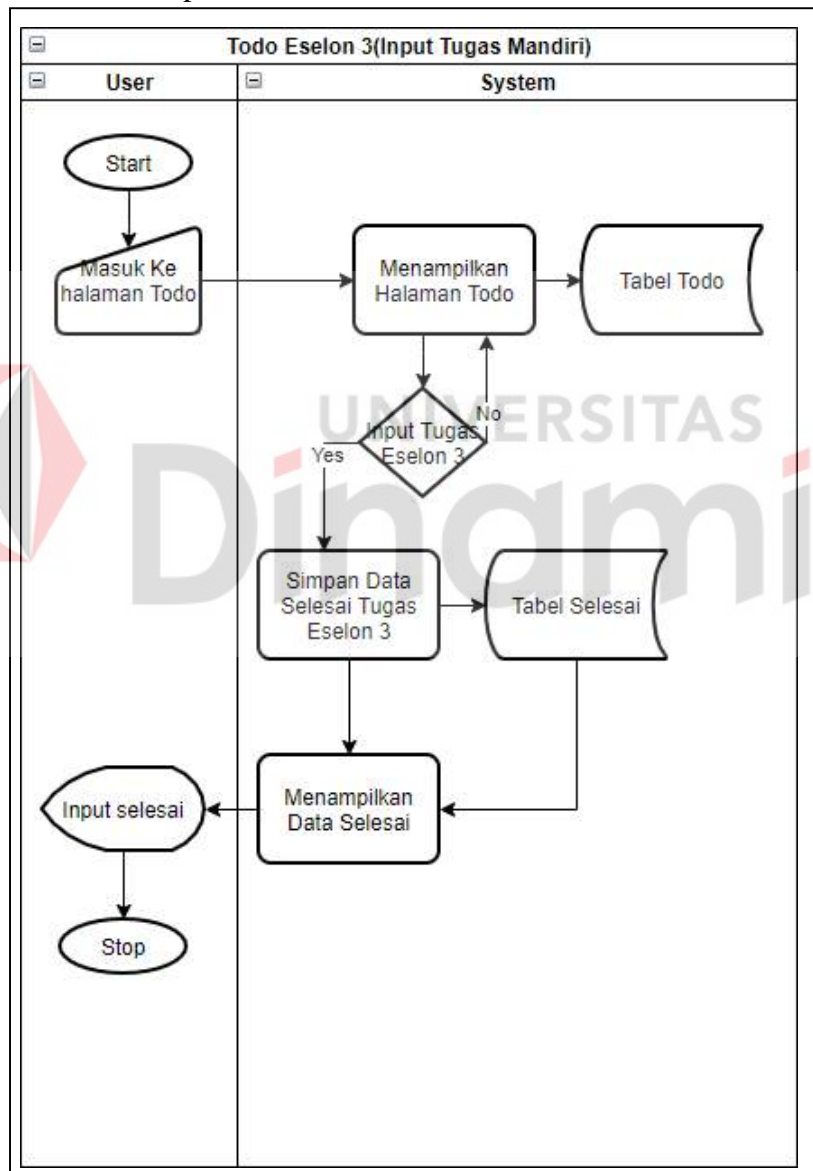 Todo Eselon 3(Input Tugas Mandiri)
User
System
Start
Masuk Ke
halaman Todo
Menampilkan
Halaman Todo
Tabel Todo
UNIVERSITAS
Dinami
No
Input Tugas
Eselon 3
Yes
Simpan Data
Selesai Tugas
Eselon 3
Tabel Selesai
Input selesai
Menampilkan
Data Selesai
Stop